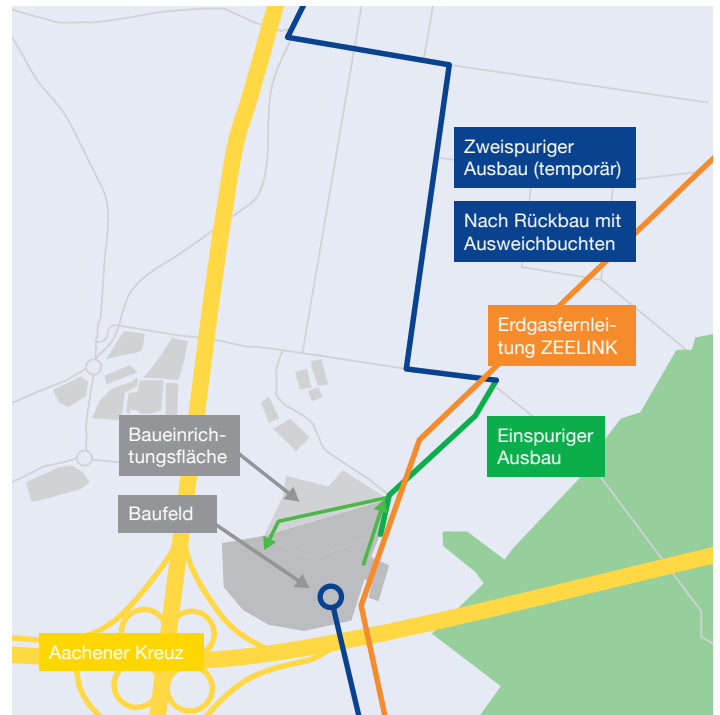 Zweispuriger
Ausbau (temporär)
Nach Rückbau mit
Ausweichbuchten
Erdgasfernlei-
tung ZEELINK
Baueinrich-
tungsfläche
Einspuriger
Ausbau
Baufeld
Aachener Kreuz